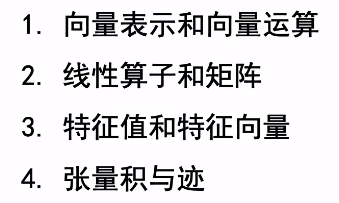 1. 向量表示和向量运算
2. 线性算子和矩阵
3. 特征值和特征向量
4. 张量积与迹